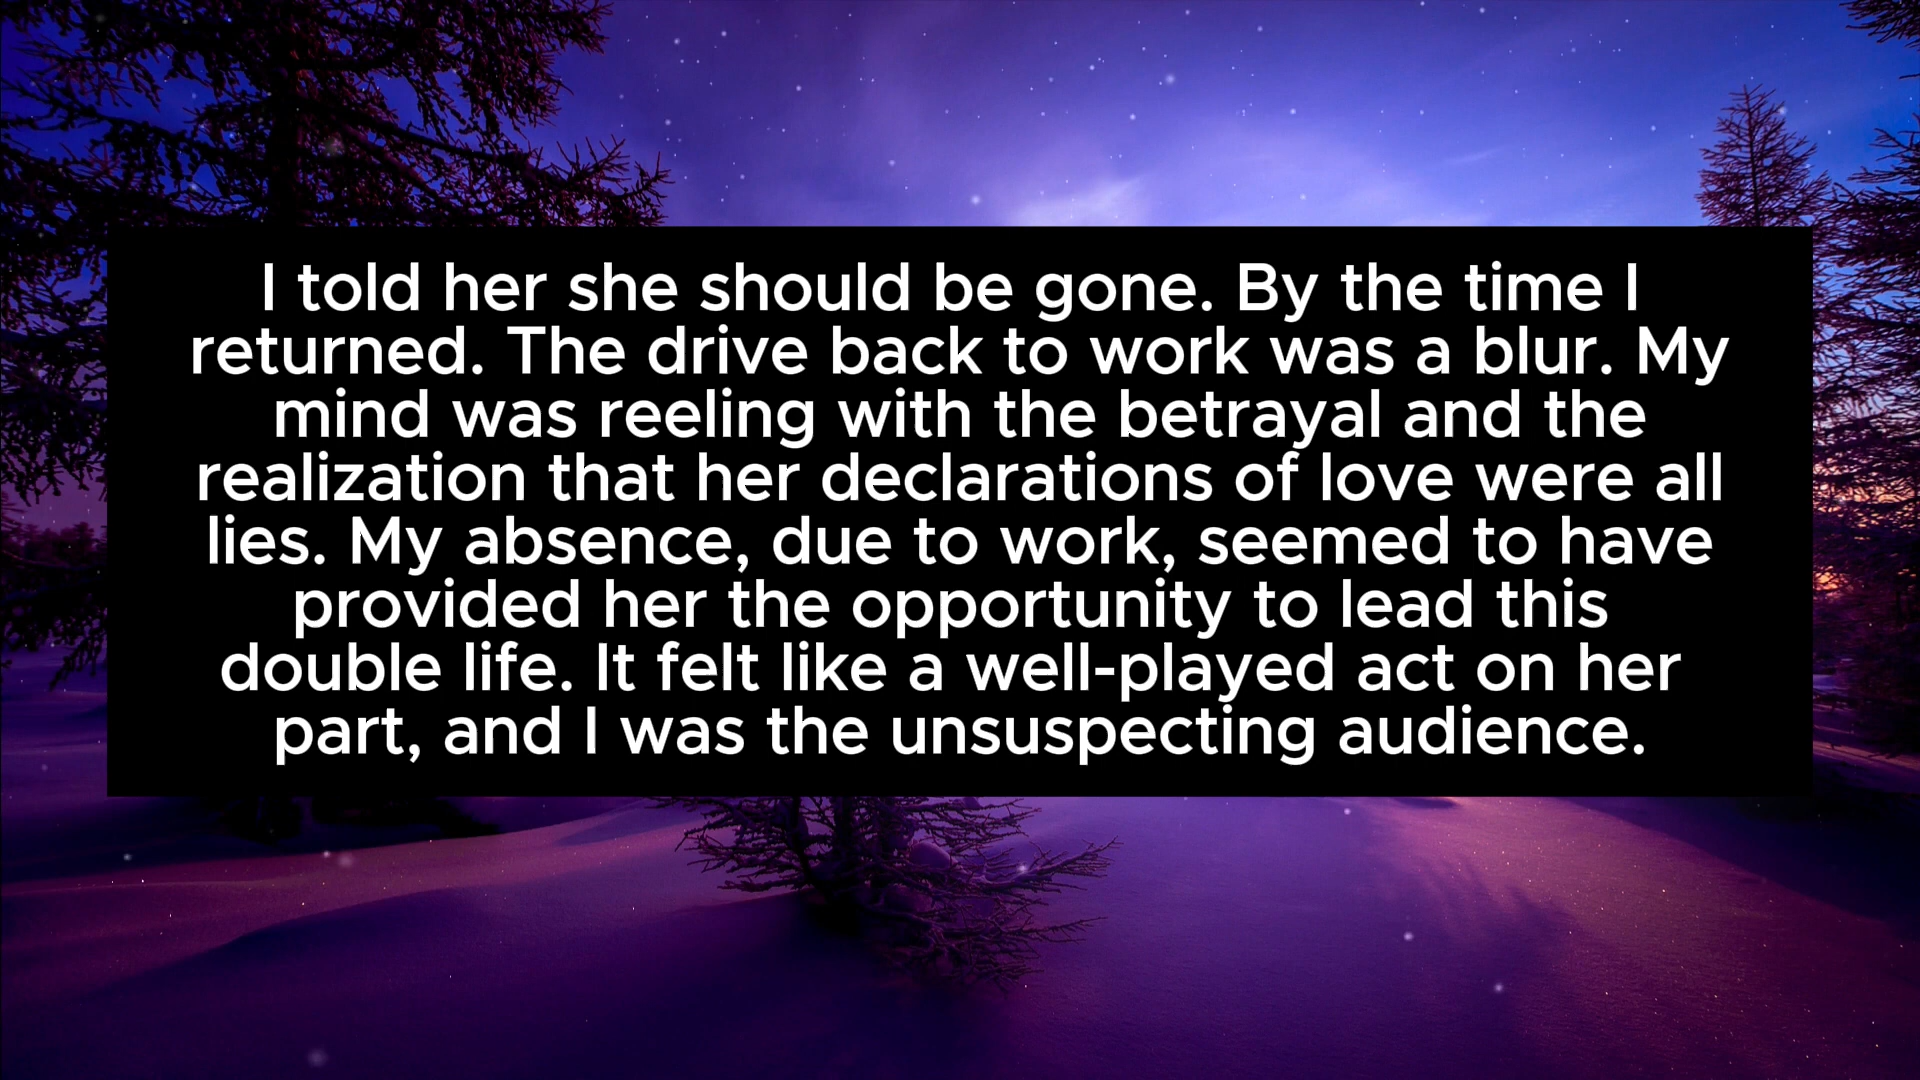 I told her she should be gone. By the time I
returned. The drive back to work was a blur. My
mind was reeling with the betrayal and the
realization that her declarations of love were all
lies. My absence, due to work, seemed to have
provided her the opportunity to lead this
double life. It felt like a well-played act on her
part, and I was the unsuspecting audience.